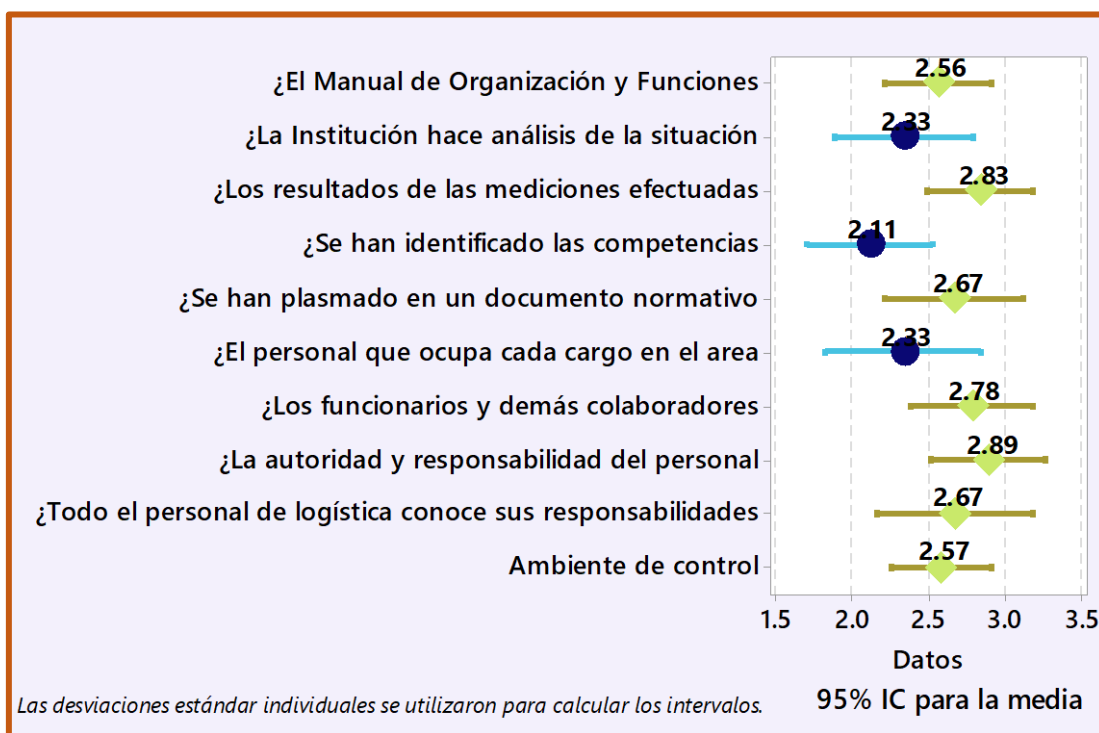 ¿El Manual de Organización y Funciones 2.56
¿La Institución hace análisis de la situación 2.33
¿Los resultados de las mediciones efectuadas 2.83
¿Se han identificado las competencias 2.11
¿Se han plasmado en un documento normativo 2.67
¿El personal que ocupa cada cargo en el area 2.33
¿Los funcionarios y demás colaboradores 2.78
¿La autoridad y responsabilidad del personal 2.89
¿Todo el personal de logística conoce sus responsabilidades 2.67
Ambiente de control 2.57
1.5 2.0 2.5 3.0 3.5
Datos
Las desviaciones estándar individuales se utilizaron para calcular los intervalos. 95% IC para la media